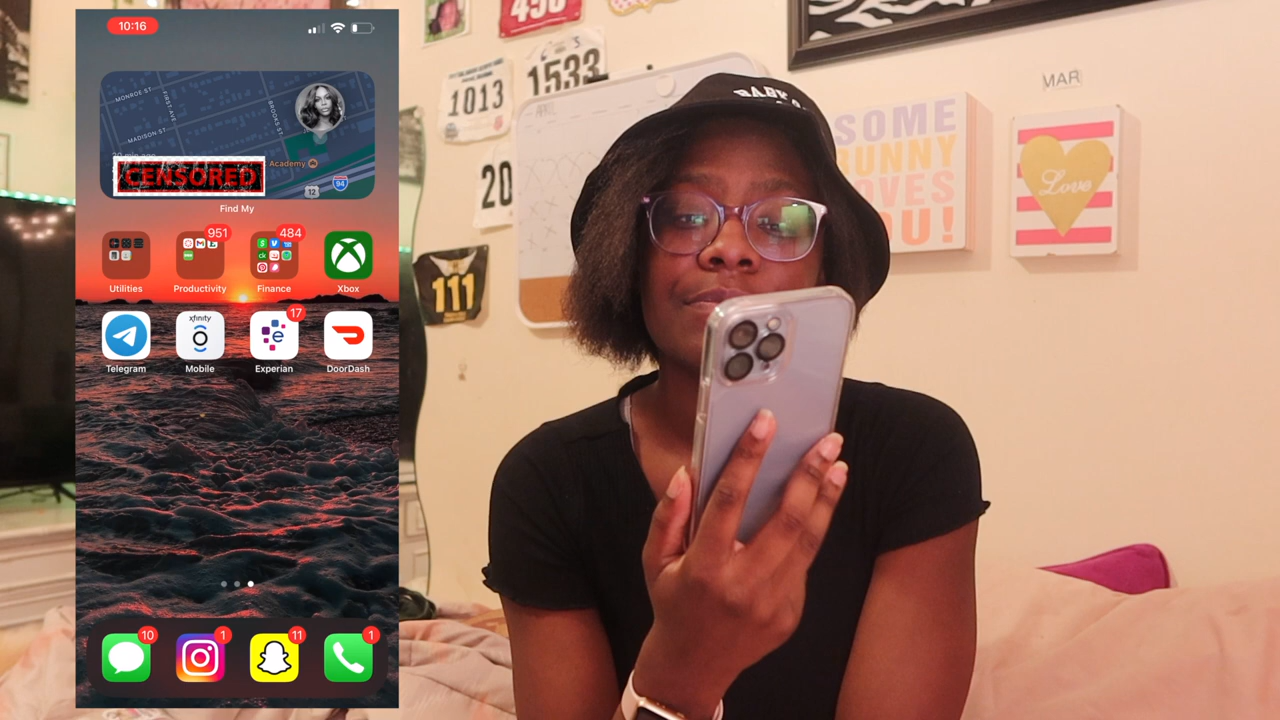 10:16
MONROE ST
FIRST AVE
BROOKS ST
MADISON ST
CENSORED
Academy
12
94
Find My
951
484
Utilities
Productivity
Finance
Xbox
xfinity
17
e
Telegram
Mobile
Experian
DoorDash
10
1
11
1
1013
1533
20
111
APRIL
SOME
BUNNY
LOVES
YOU!
MAR
Love